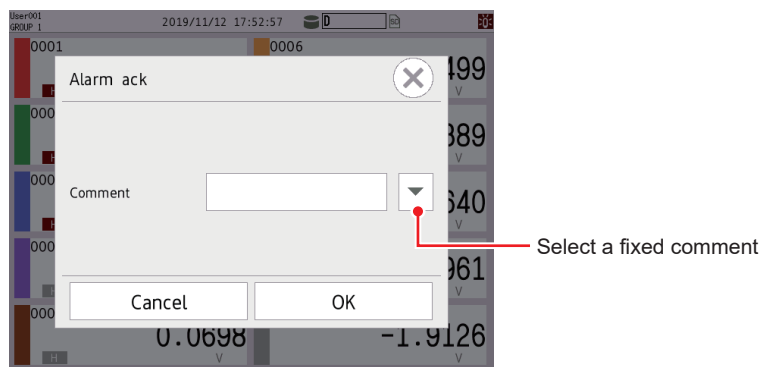 User001
GROUP 1
2019/11/12 17:52:57
D
SD
0001
0006
Alarm ack
499
V
H
000
389
V
H
000
Comment
640
V
H
Select a fixed comment
000
961
V
H
Cancel
OK
000
0.0698
-1.9126
H
V
V